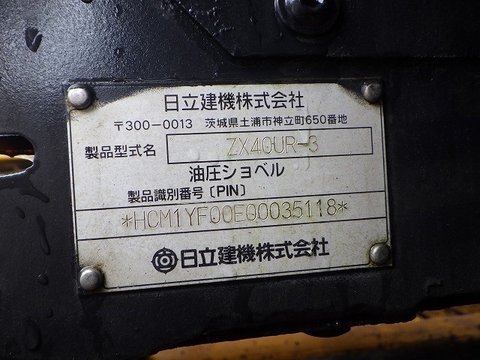 日立建機株式会社
〒300-0013 茨城県土浦市神立町650番地
製品型式名 ZX40UR-3
油圧ショベル
製品識別番号〔PIN〕
*HCM1YF00E00035118*
日立建機株式会社